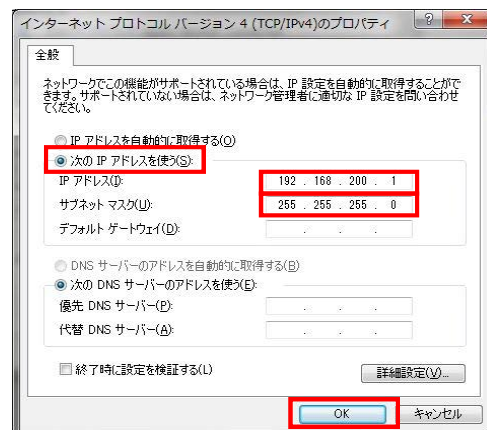 インターネット プロトコル バージョン 4 (TCP/IPv4)のプロパティ
全般
ネットワークでこの機能がサポートされている場合は、IP 設定を自動的に取得することがで
きます。サポートされていない場合は、ネットワーク管理者に適切な IP 設定を問い合わせ
てください。
IP アドレスを自動的に取得する(O)
次の IP アドレスを使う(S):
IP アドレス(I): 192 . 168 . 200 . 1
サブネット マスク(U): 255 . 255 . 255 . 0
デフォルト ゲートウェイ(D): . . .
DNS サーバーのアドレスを自動的に取得する(B)
次の DNS サーバーのアドレスを使う(E):
優先 DNS サーバー(P): . . .
代替 DNS サーバー(A): . . .
終了時に設定を検証する(L)
詳細設定(V)...
OK
キャンセル